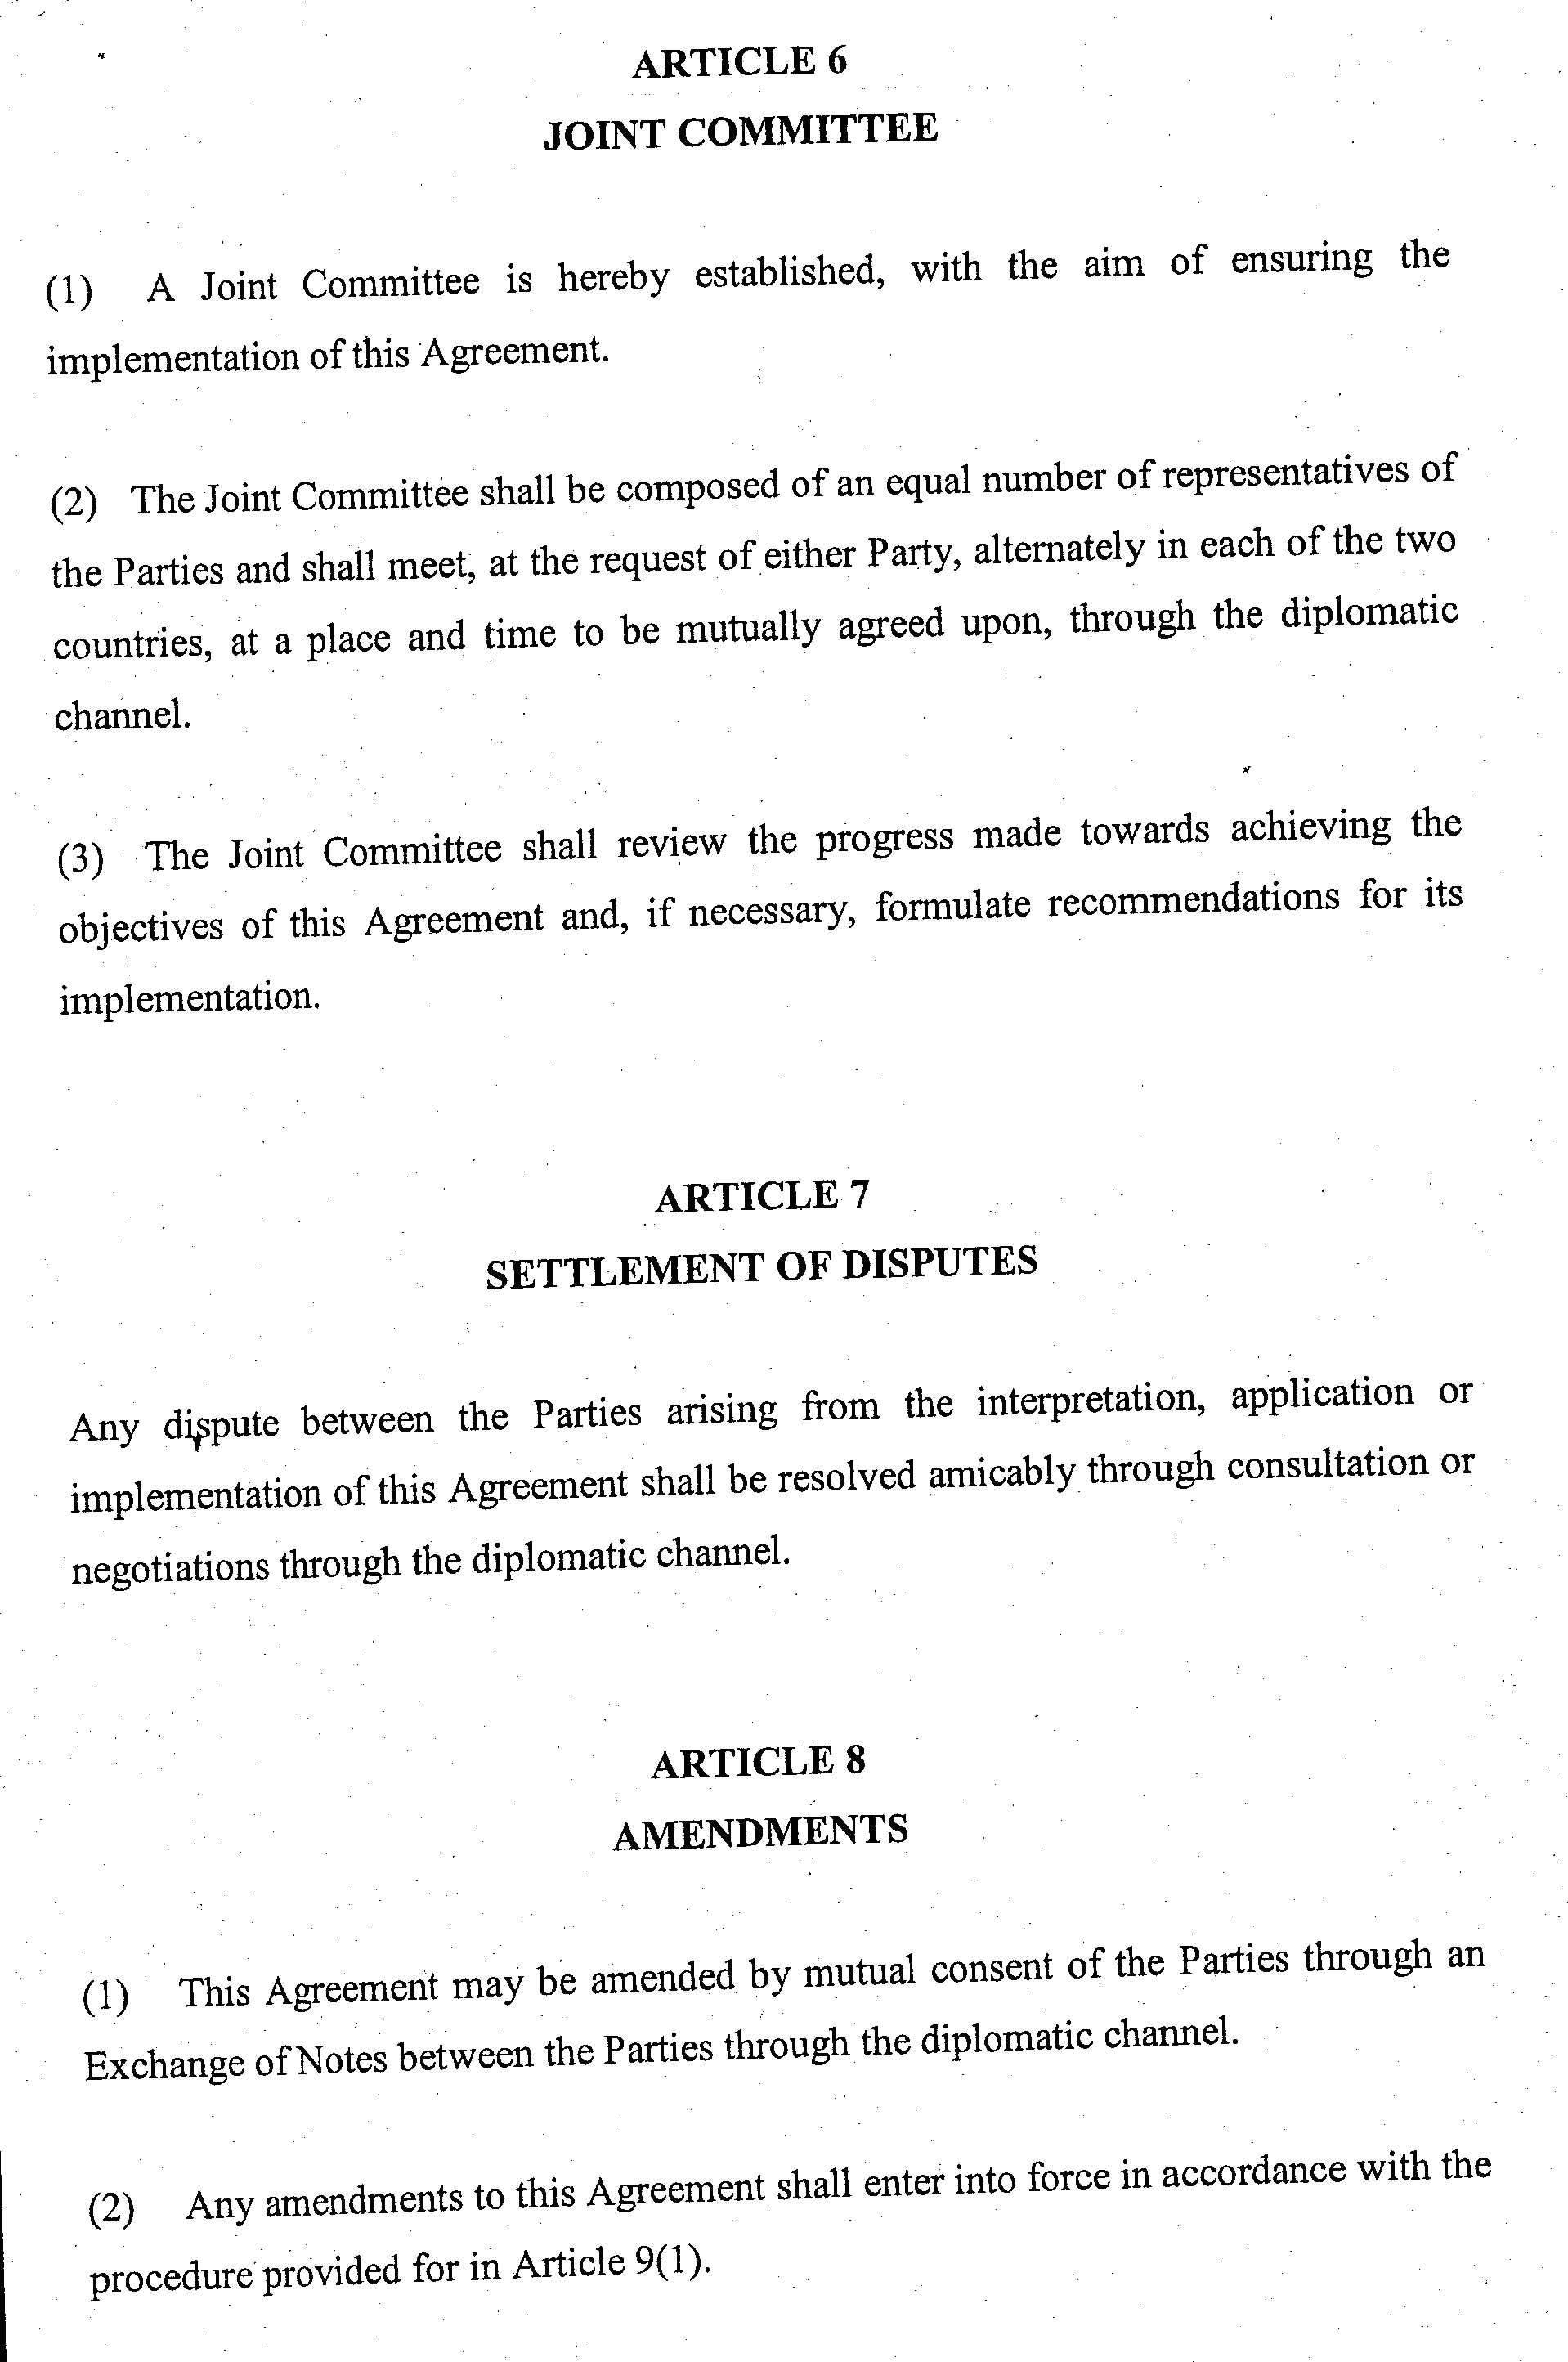 ARTICLE 6
JOINT COMMITTEE
(1) A Joint Committee is hereby established, with the aim of ensuring the
implementation of this Agreement.
(2) The Joint Committee shall be composed of an equal number of representatives of
the Parties and shall meet, at the request of either Party, alternately in each of the two
countries, at a place and time to be mutually agreed upon, through the diplomatic
channel.
(3) The Joint Committee shall review the progress made towards achieving the
objectives of this Agreement and, if necessary, formulate recommendations for its
implementation.
ARTICLE 7
SETTLEMENT OF DISPUTES
Any dispute between the Parties arising from the interpretation, application or
implementation of this Agreement shall be resolved amicably through consultation or
negotiations through the diplomatic channel.
ARTICLE 8
AMENDMENTS
(1) This Agreement may be amended by mutual consent of the Parties through an
Exchange of Notes between the Parties through the diplomatic channel.
(2) Any amendments to this Agreement shall enter into force in accordance with the
procedure provided for in Article 9(1).